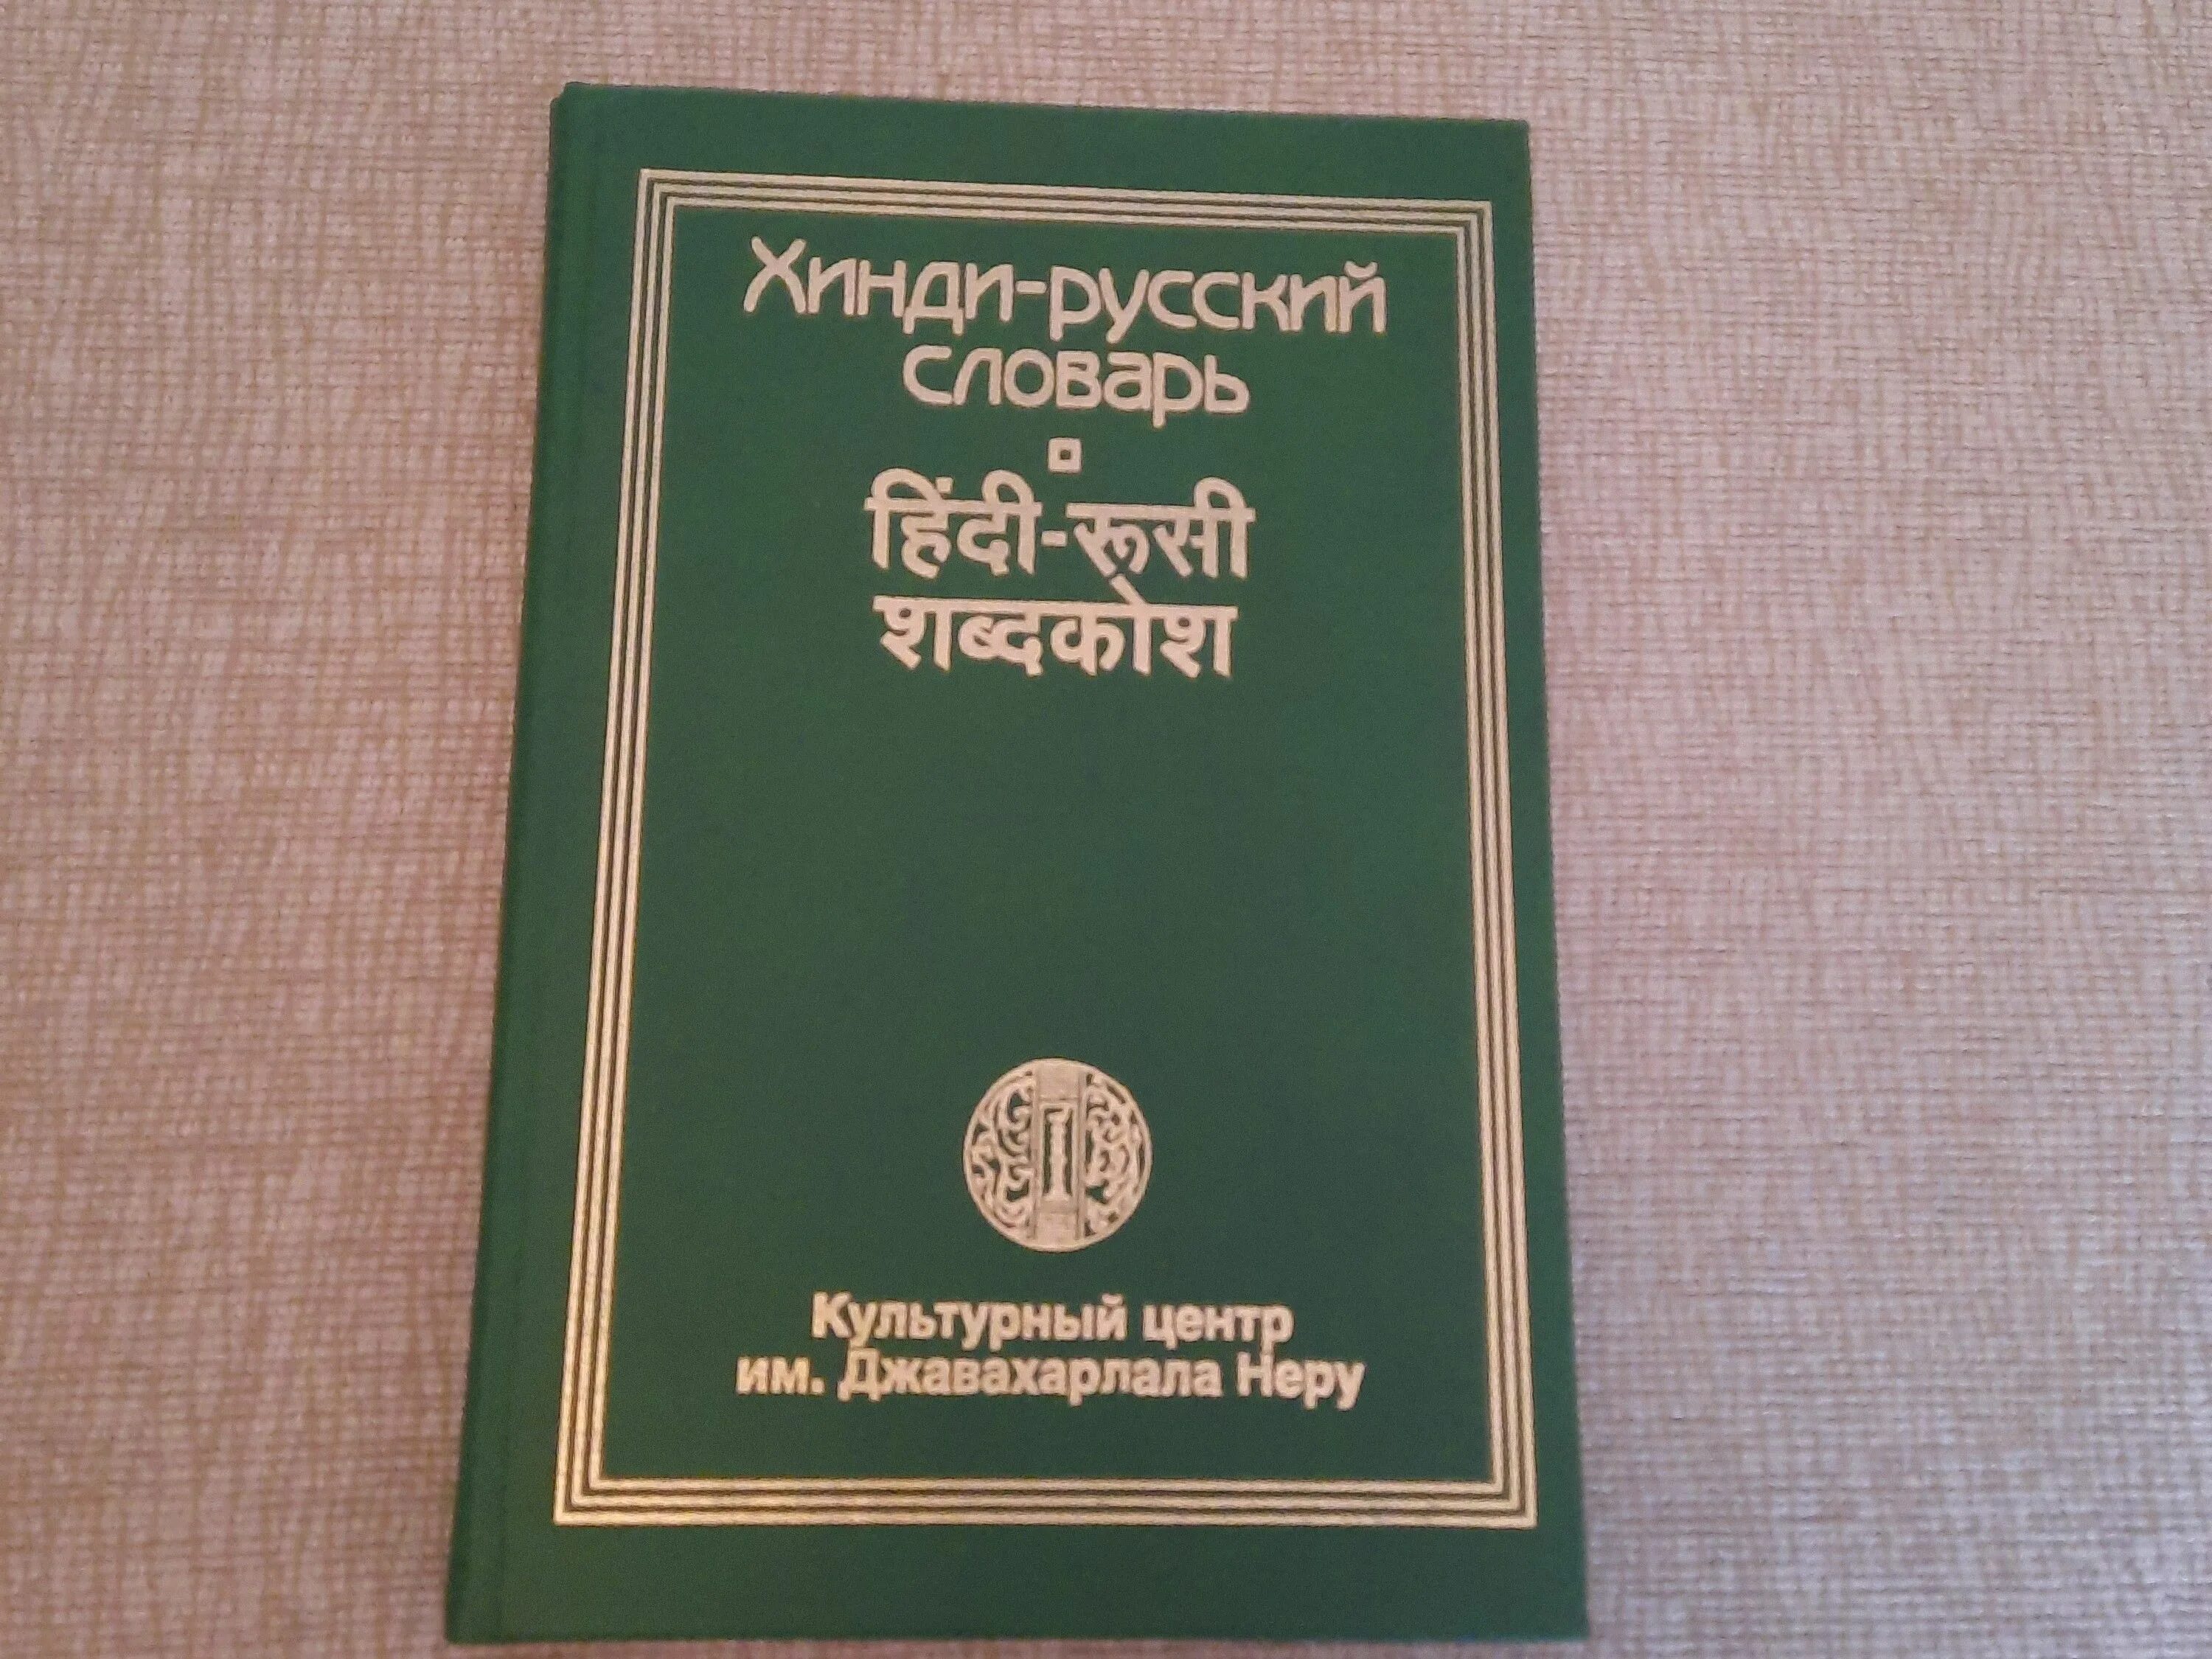 Хинди-русский
словарь
हिंदी-रूसी
शब्दकोश
Культурный центр
им. Джавахарлала Неру